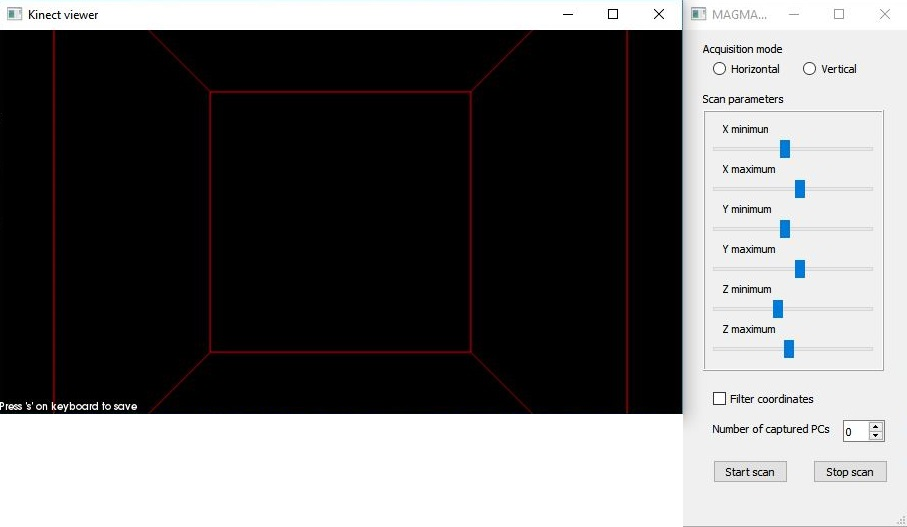 Kinect viewer
MAGMA...
Acquisition mode
Horizontal
Vertical
Scan parameters
X minimun
X maximum
Y minimum
Y maximum
Z minimum
Z maximum
Press 's' on keyboard to save
Filter coordinates
Number of captured PCs
0
Start scan
Stop scan